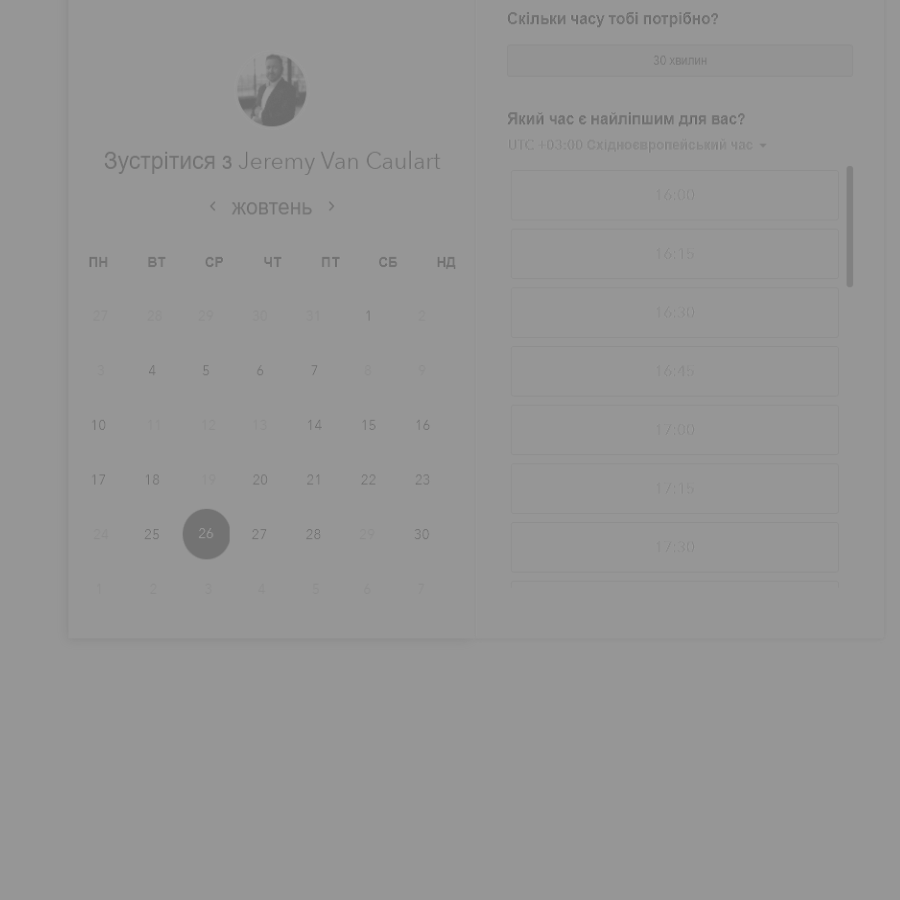 Зустрітися з Jeremy Van Caulart
жовтень
ПН ВТ СР ЧТ ПТ СБ НД
27 28 29 30 31 1 2
3 4 5 6 7 8 9
10 11 12 13 14 15 16
17 18 19 20 21 22 23
24 25 26 27 28 29 30
1 2 3 4 5 6 7
Скільки часу тобі потрібно?
30 хвилин
Який час є найліпшим для вас?
UTC +03:00 Східноєвропейський час
16:00
16:15
16:30
16:45
17:00
17:15
17:30